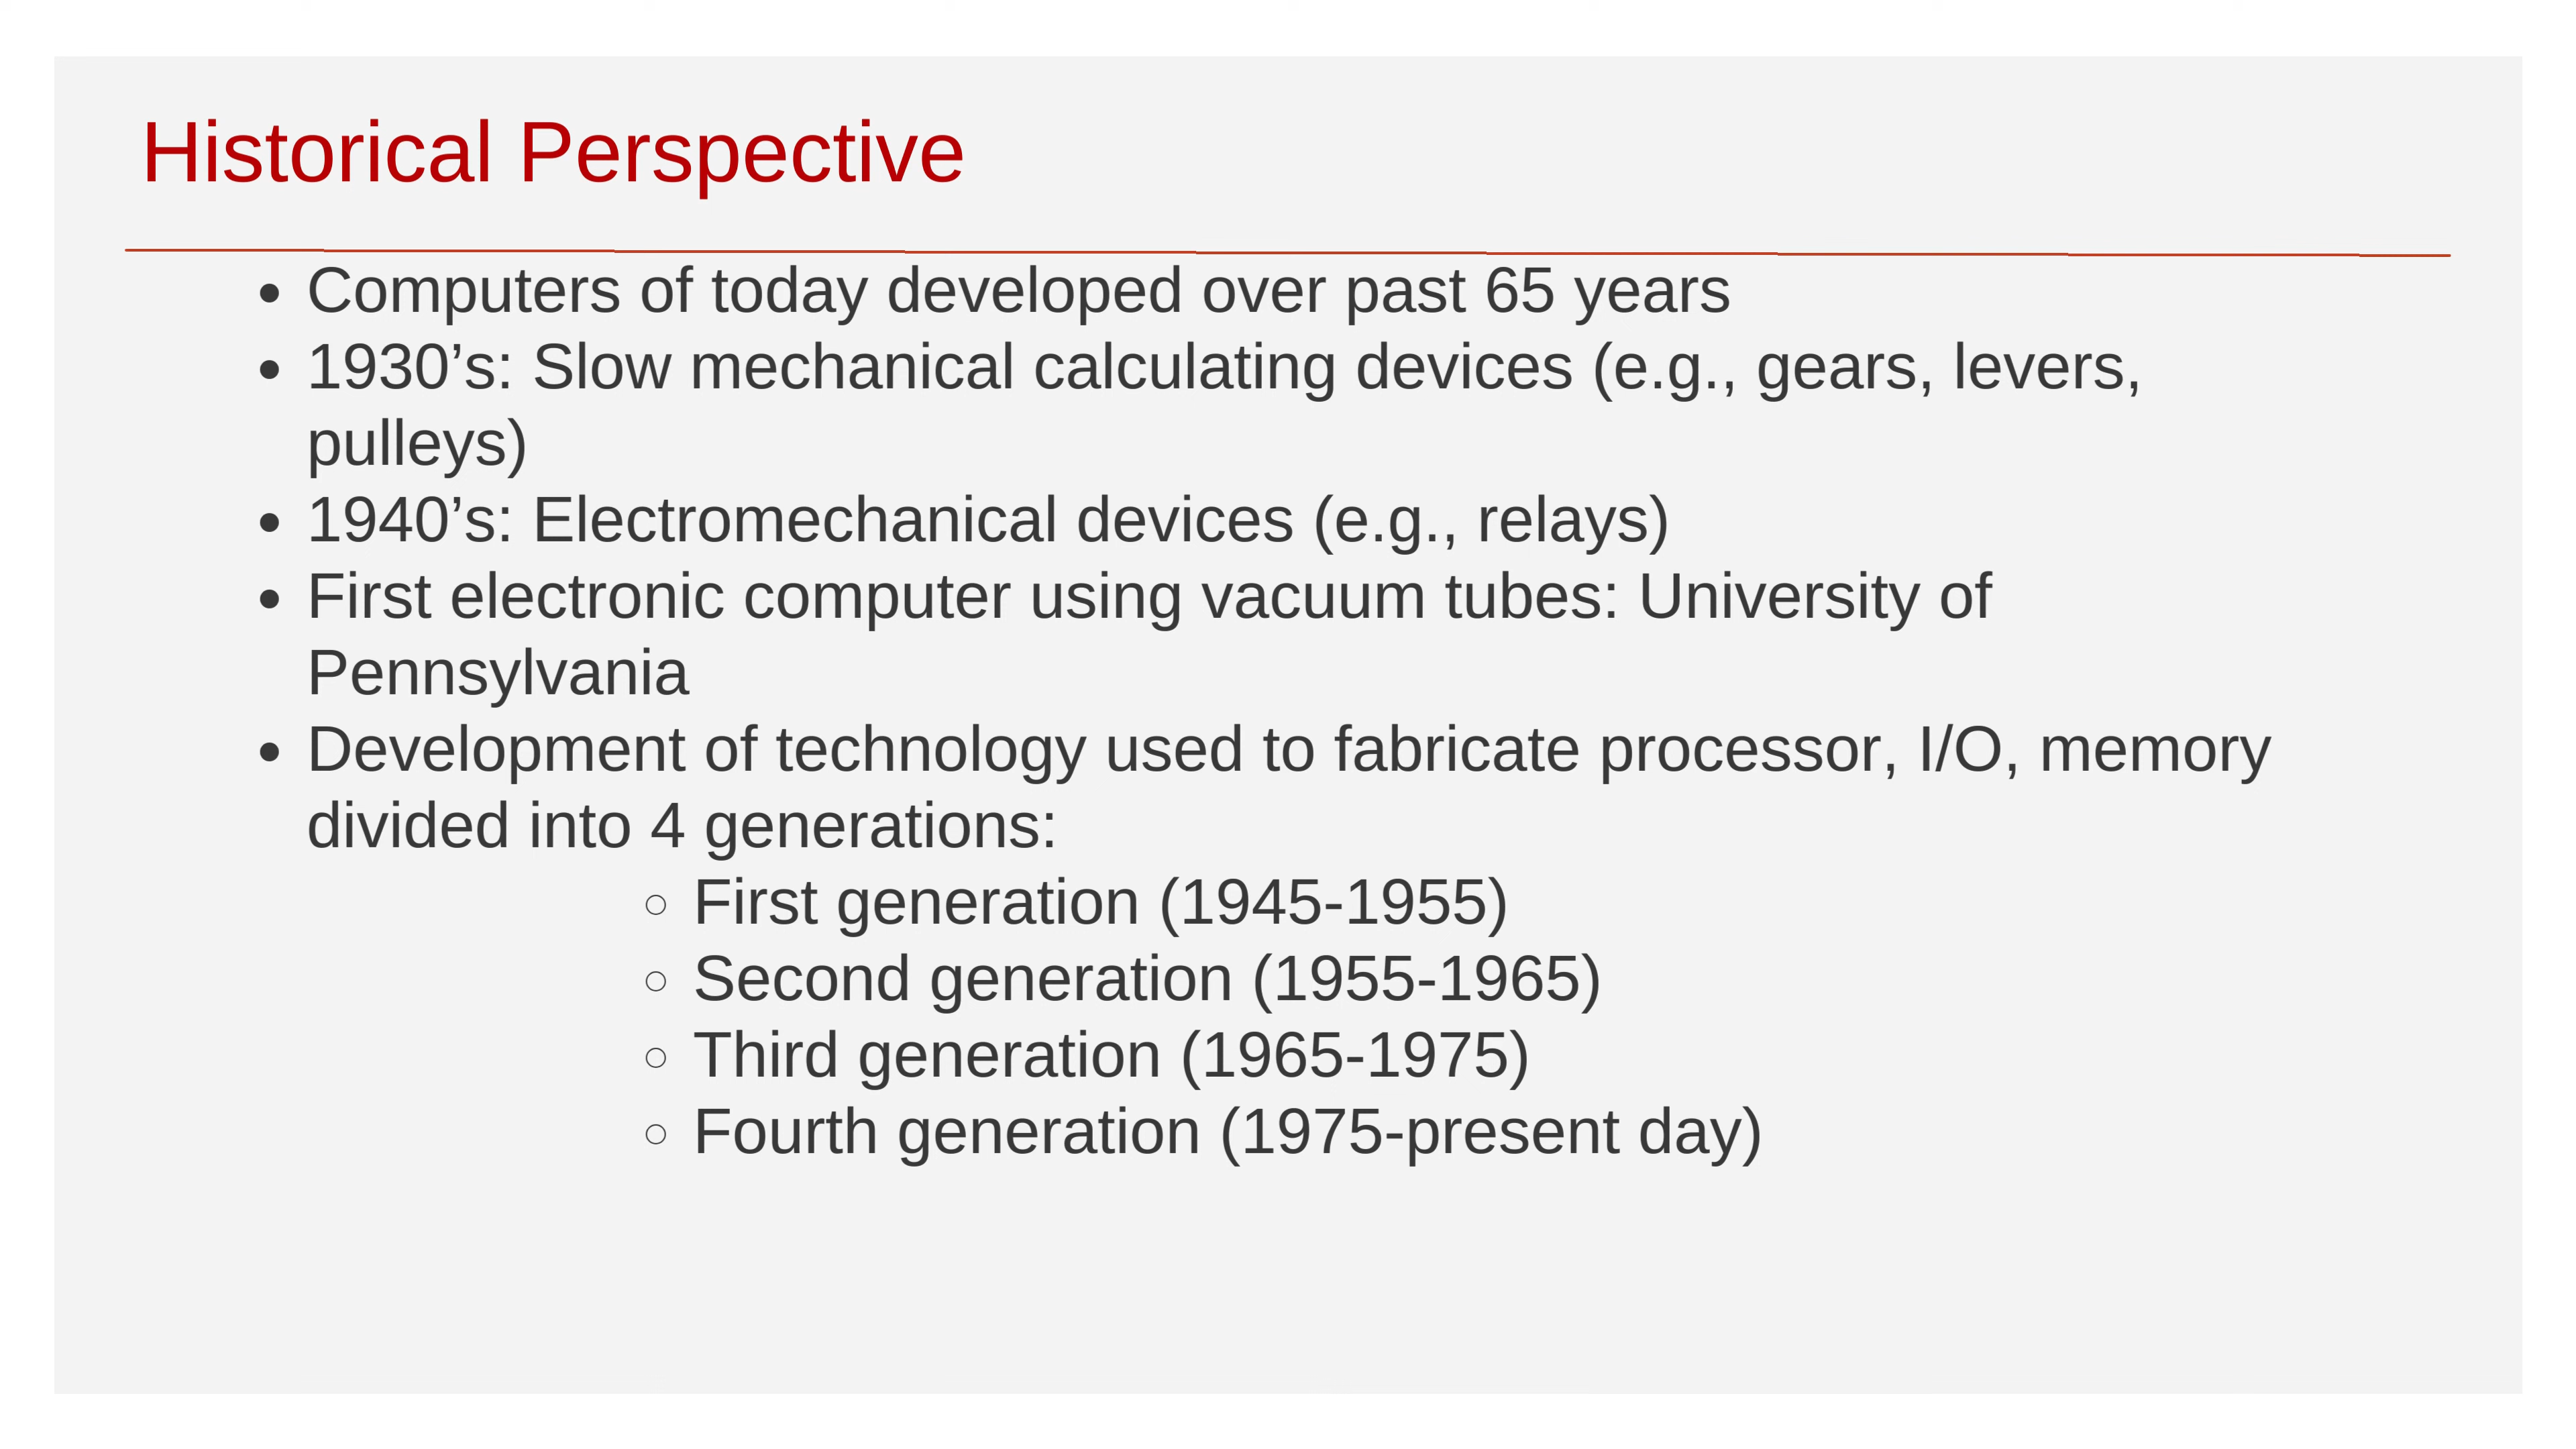 Historical Perspective
• Computers of today developed over past 65 years
• 1930’s: Slow mechanical calculating devices (e.g., gears, levers,
pulleys)
• 1940’s: Electromechanical devices (e.g., relays)
• First electronic computer using vacuum tubes: University of
Pennsylvania
• Development of technology used to fabricate processor, I/O, memory
divided into 4 generations:
○ First generation (1945-1955)
○ Second generation (1955-1965)
○ Third generation (1965-1975)
○ Fourth generation (1975-present day)